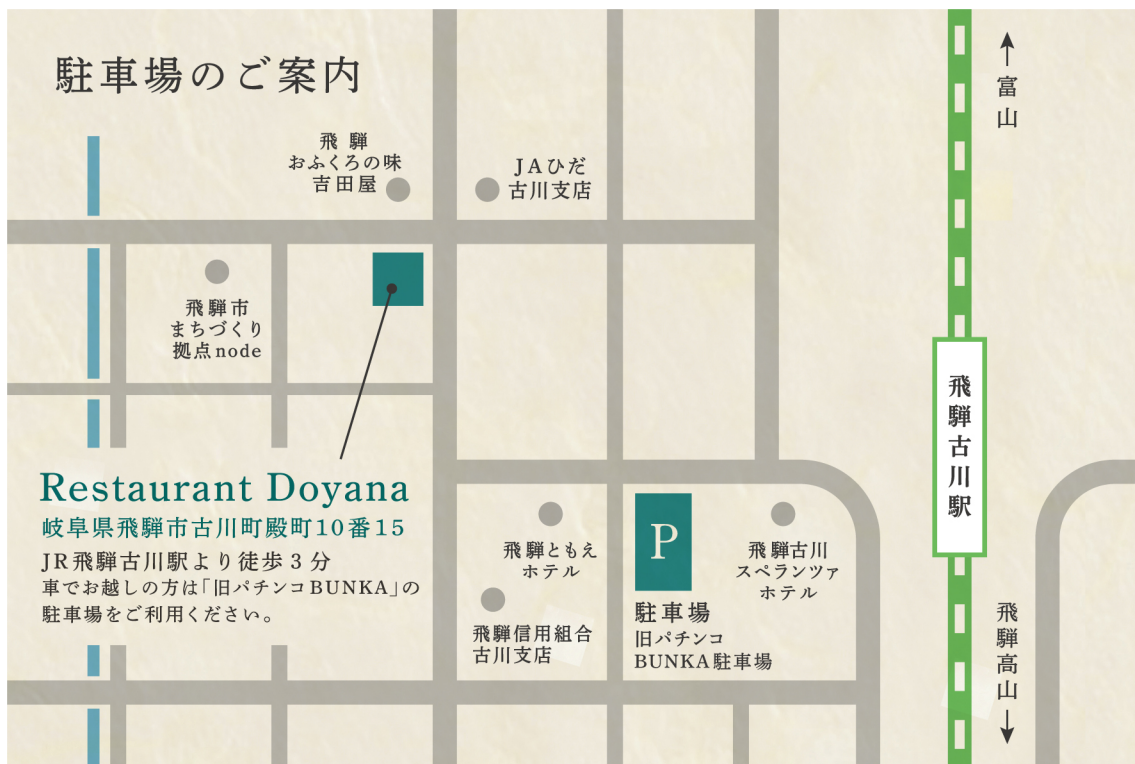 駐車場のご案内
飛騨
おふくろの味
吉田屋
JAひだ
古川支店
↑
富山
飛騨市
まちづくり
拠点node
飛騨古川駅
Restaurant Doyana
岐阜県飛騨市古川町殿町10番15
JR飛騨古川駅より徒歩3分
車でお越しの方は「旧パチンコBUNKA」の
駐車場をご利用ください。
飛騨ともえ
ホテル
飛騨信用組合
古川支店
P
駐車場
旧パチンコ
BUNKA駐車場
飛騨古川
スペランツァ
ホテル
飛騨高山
↓